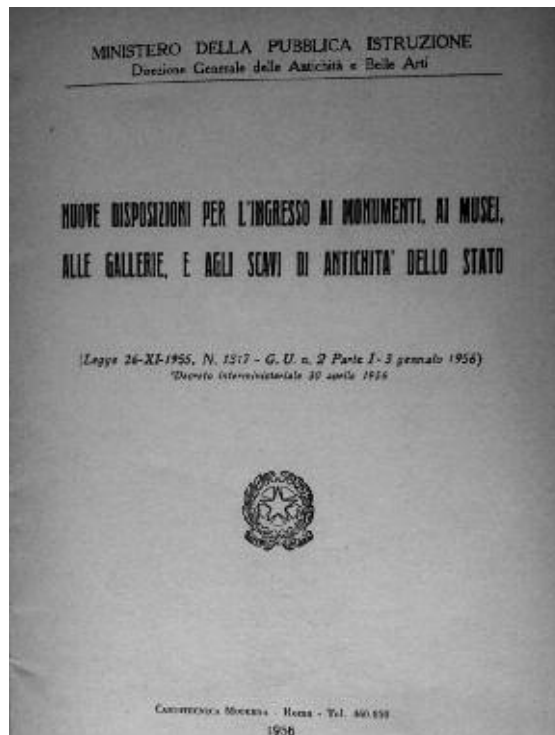 MINISTERO DELLA PUBBLICA ISTRUZIONE
Direzione Generale delle Antichità e Belle Arti
NUOVE DISPOSIZIONI PER L'INGRESSO AI MONUMENTI, AI MUSEI,
ALLE GALLERIE, E AGLI SCAVI DI ANTICHITA' DELLO STATO
(Legge 26-XI-1955, N. 1317 - G. U. n. 2 Parte I - 3 gennaio 1956)
Decreto interministeriale 30 aprile 1956
CARTOTECNICA MODERNA - Roma - Tel.
1956